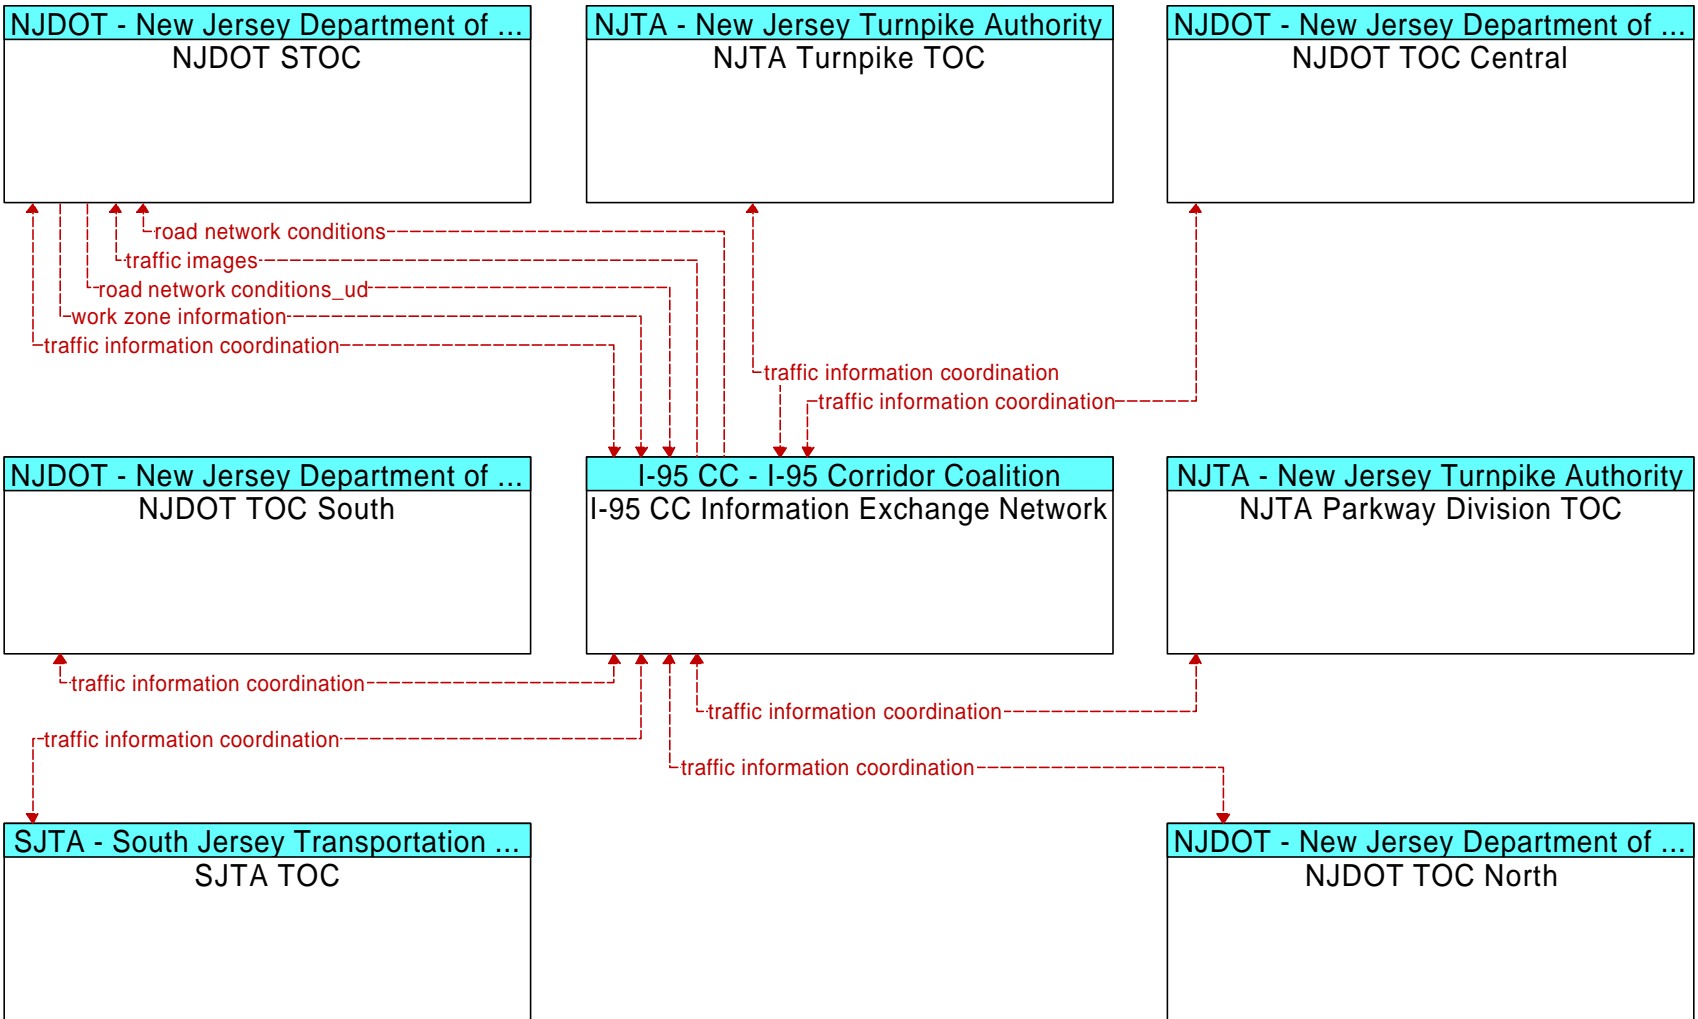 NJDOT - New Jersey Department of ...
NJDOT STOC
NJTA - New Jersey Turnpike Authority
NJTA Turnpike TOC
NJDOT - New Jersey Department of ...
NJDOT TOC Central
road network conditions
traffic images
road network conditions_ud
work zone information
traffic information coordination
traffic information coordination
traffic information coordination
NJDOT - New Jersey Department of ...
NJDOT TOC South
I-95 CC - I-95 Corridor Coalition
I-95 CC Information Exchange Network
NJTA - New Jersey Turnpike Authority
NJTA Parkway Division TOC
traffic information coordination
traffic information coordination
traffic information coordination
traffic information coordination
SJTA - South Jersey Transportation ...
SJTA TOC
NJDOT - New Jersey Department of ...
NJDOT TOC North